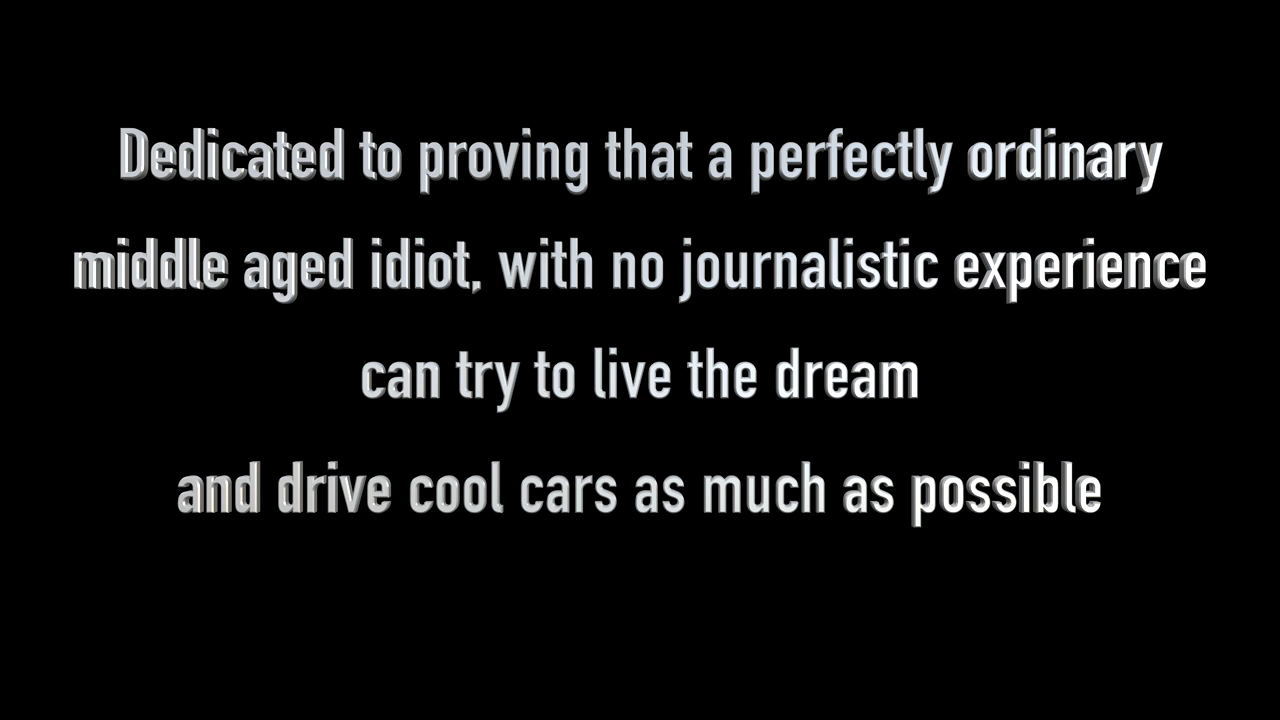 Dedicated to proving that a perfectly ordinary
middle aged idiot, with no journalistic experience
can try to live the dream
and drive cool cars as much as possible